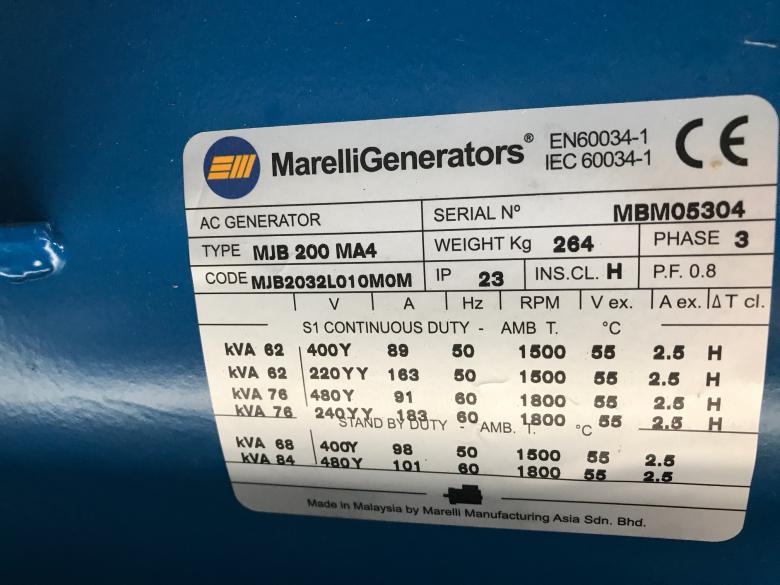 MarelliGenerators® EN60034-1 IEC 60034-1 CE
AC GENERATOR SERIAL Nº MBM05304
TYPE MJB 200 MA4 WEIGHT Kg 264 PHASE 3
CODE MJB2032L010M0M IP 23 INS.CL. H P.F. 0.8
V A Hz RPM V ex. A ex. Δ T cl.
S1 CONTINUOUS DUTY - AMB T. °C
kVA 62 400Y 89 50 1500 55 2.5 H
kVA 62 220YY 163 50 1500 55 2.5 H
kVA 76 480Y 91 60 1800 55 2.5 H
kVA 76 240YY 183 60 1800 55 2.5 H
STAND BY DUTY - AMB. T. °C
kVA 68 400Y 98 50 1500 55 2.5
kVA 84 480Y 101 60 1800 55 2.5
Made in Malaysia by Marelli Manufacturing Asia Sdn. Bhd.